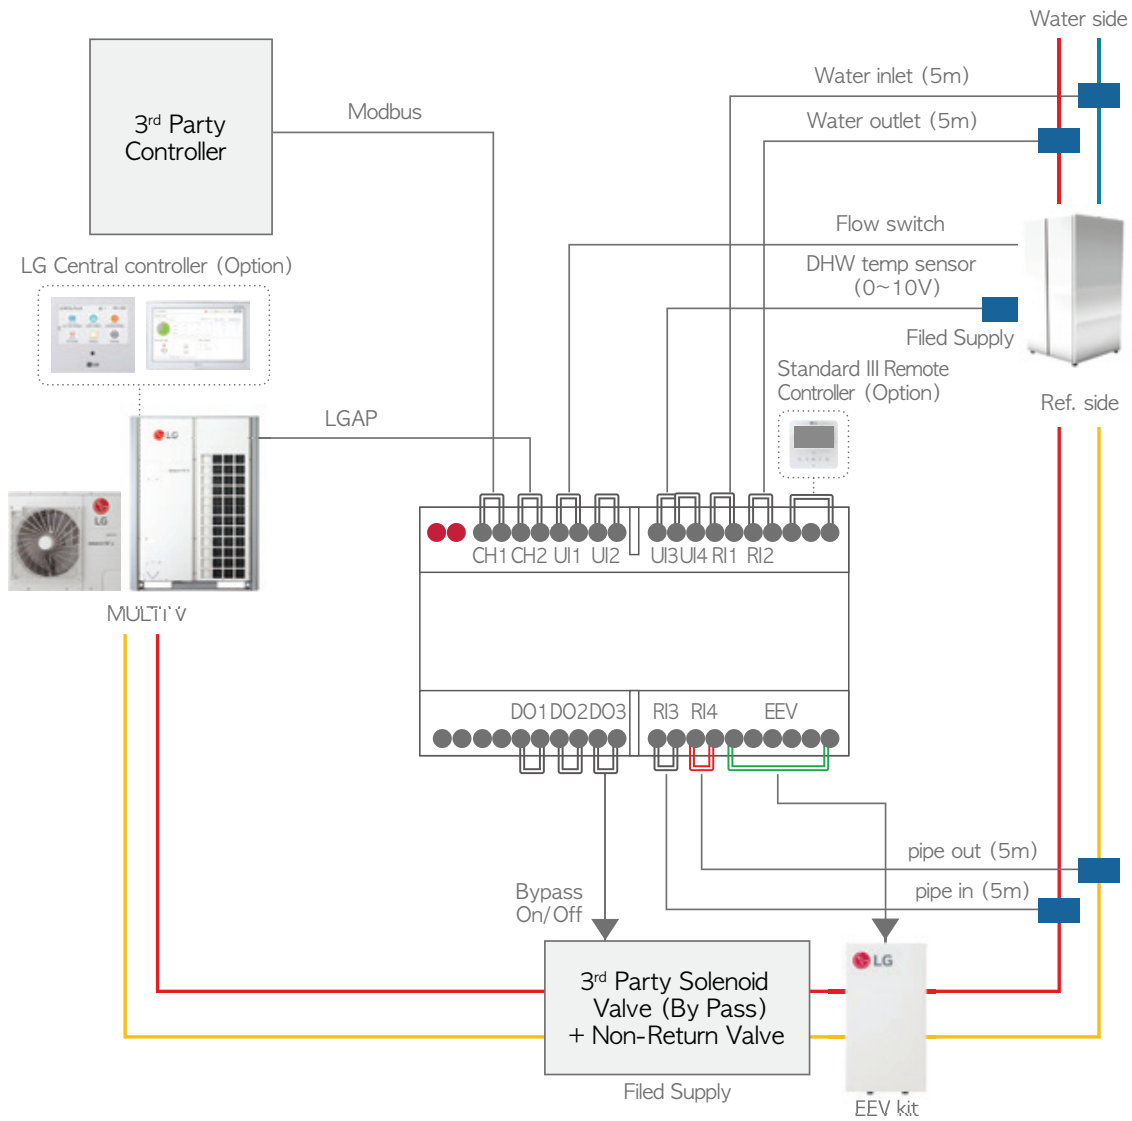 Water side
Water inlet (5m)
Modbus
3rd Party
Controller
Water outlet (5m)
Flow switch
LG Central controller (Option)
DHW temp sensor
(0~10V)
Filed Supply
Standard III Remote
Controller (Option)
Ref. side
LGAP
LG
LG
CH1 CH2 UI1 UI2 UI3 UI4 RI1 RI2
MULTI V
DO1 DO2 DO3 RI3 RI4 EEV
pipe out (5m)
Bypass
On/Off
pipe in (5m)
LG
3rd Party Solenoid
Valve (By Pass)
+ Non-Return Valve
Filed Supply
EEV kit